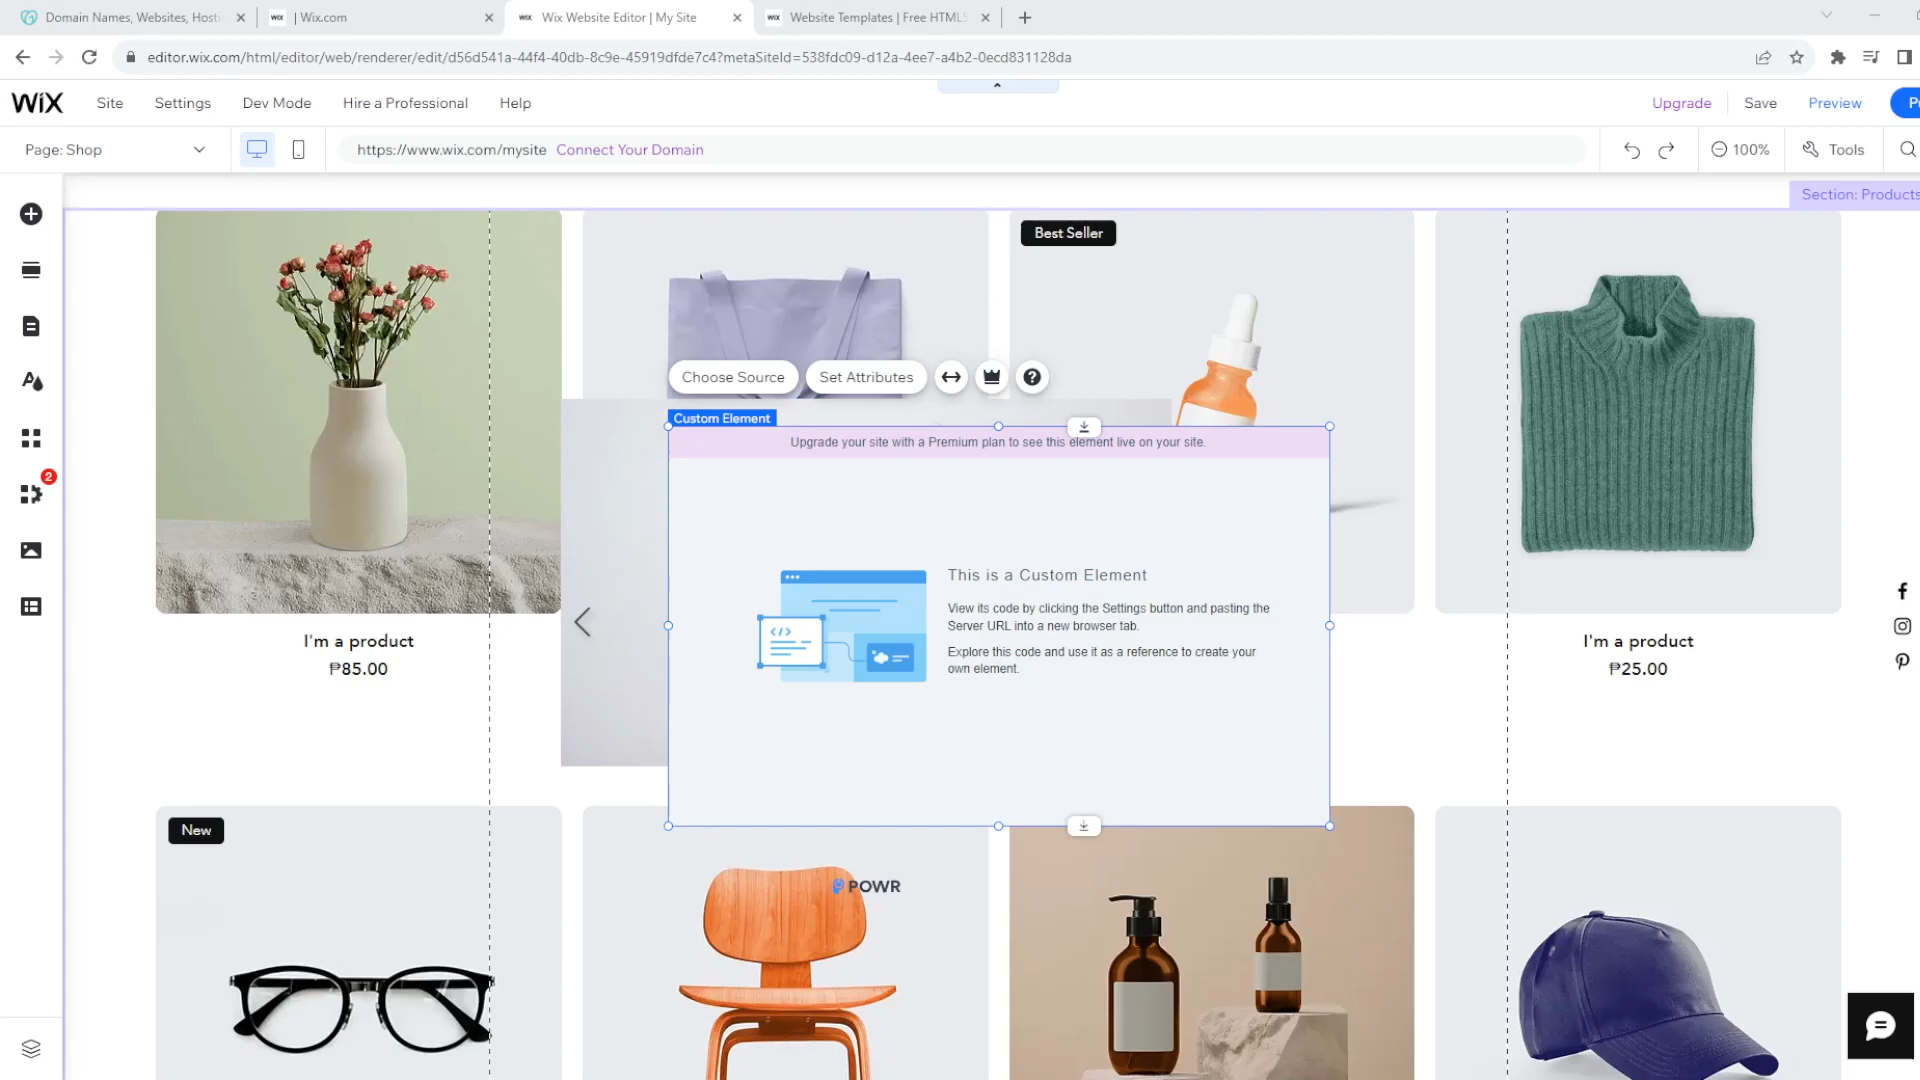 Domain Names, Websites, Hosti
WiX | Wix.com
WiX Wix Website Editor | My Site
WiX Website Templates | Free HTML5
editor.wix.com/html/editor/web/renderer/edit/d56d541a-44f4-40db-8c9e-45919dfde7c4?metaSiteId=538fdc09-d12a-4ee7-a4b2-0ecd831128da
WiX Site Settings Dev Mode Hire a Professional Help Upgrade Save Preview P
Page: Shop https://www.wix.com/mysite Connect Your Domain 100% Tools
Section: Products
Best Seller
Choose Source Set Attributes
Custom Element
Upgrade your site with a Premium plan to see this element live on your site.
2
This is a Custom Element
View its code by clicking the Settings button and pasting the
Server URL into a new browser tab.
Explore this code and use it as a reference to create your
own element.
I'm a product
₱85.00
I'm a product
₱25.00
New
POWR